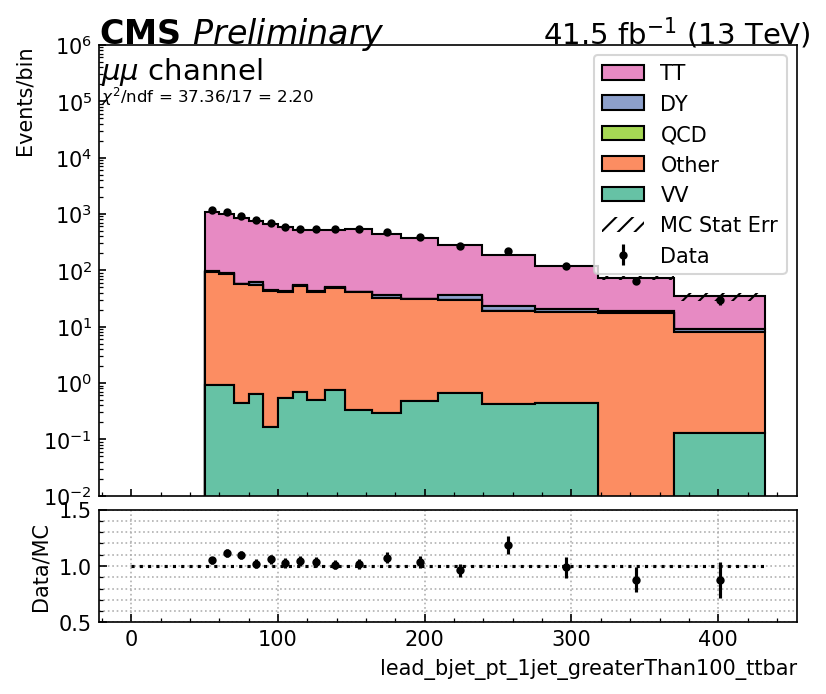 CMS Preliminary 41.5 fb⁻¹ (13 TeV)
μμ channel
χ²/ndf = 37.36/17 = 2.20
Events/bin
10⁶
10⁵
10⁴
10³
10²
10¹
10⁰
10⁻¹
10⁻²
TT
DY
QCD
Other
VV
MC Stat Err
Data
Data/MC
1.5
1.0
0.5
0 100 200 300 400
lead_bjet_pt_1jet_greaterThan100_ttbar